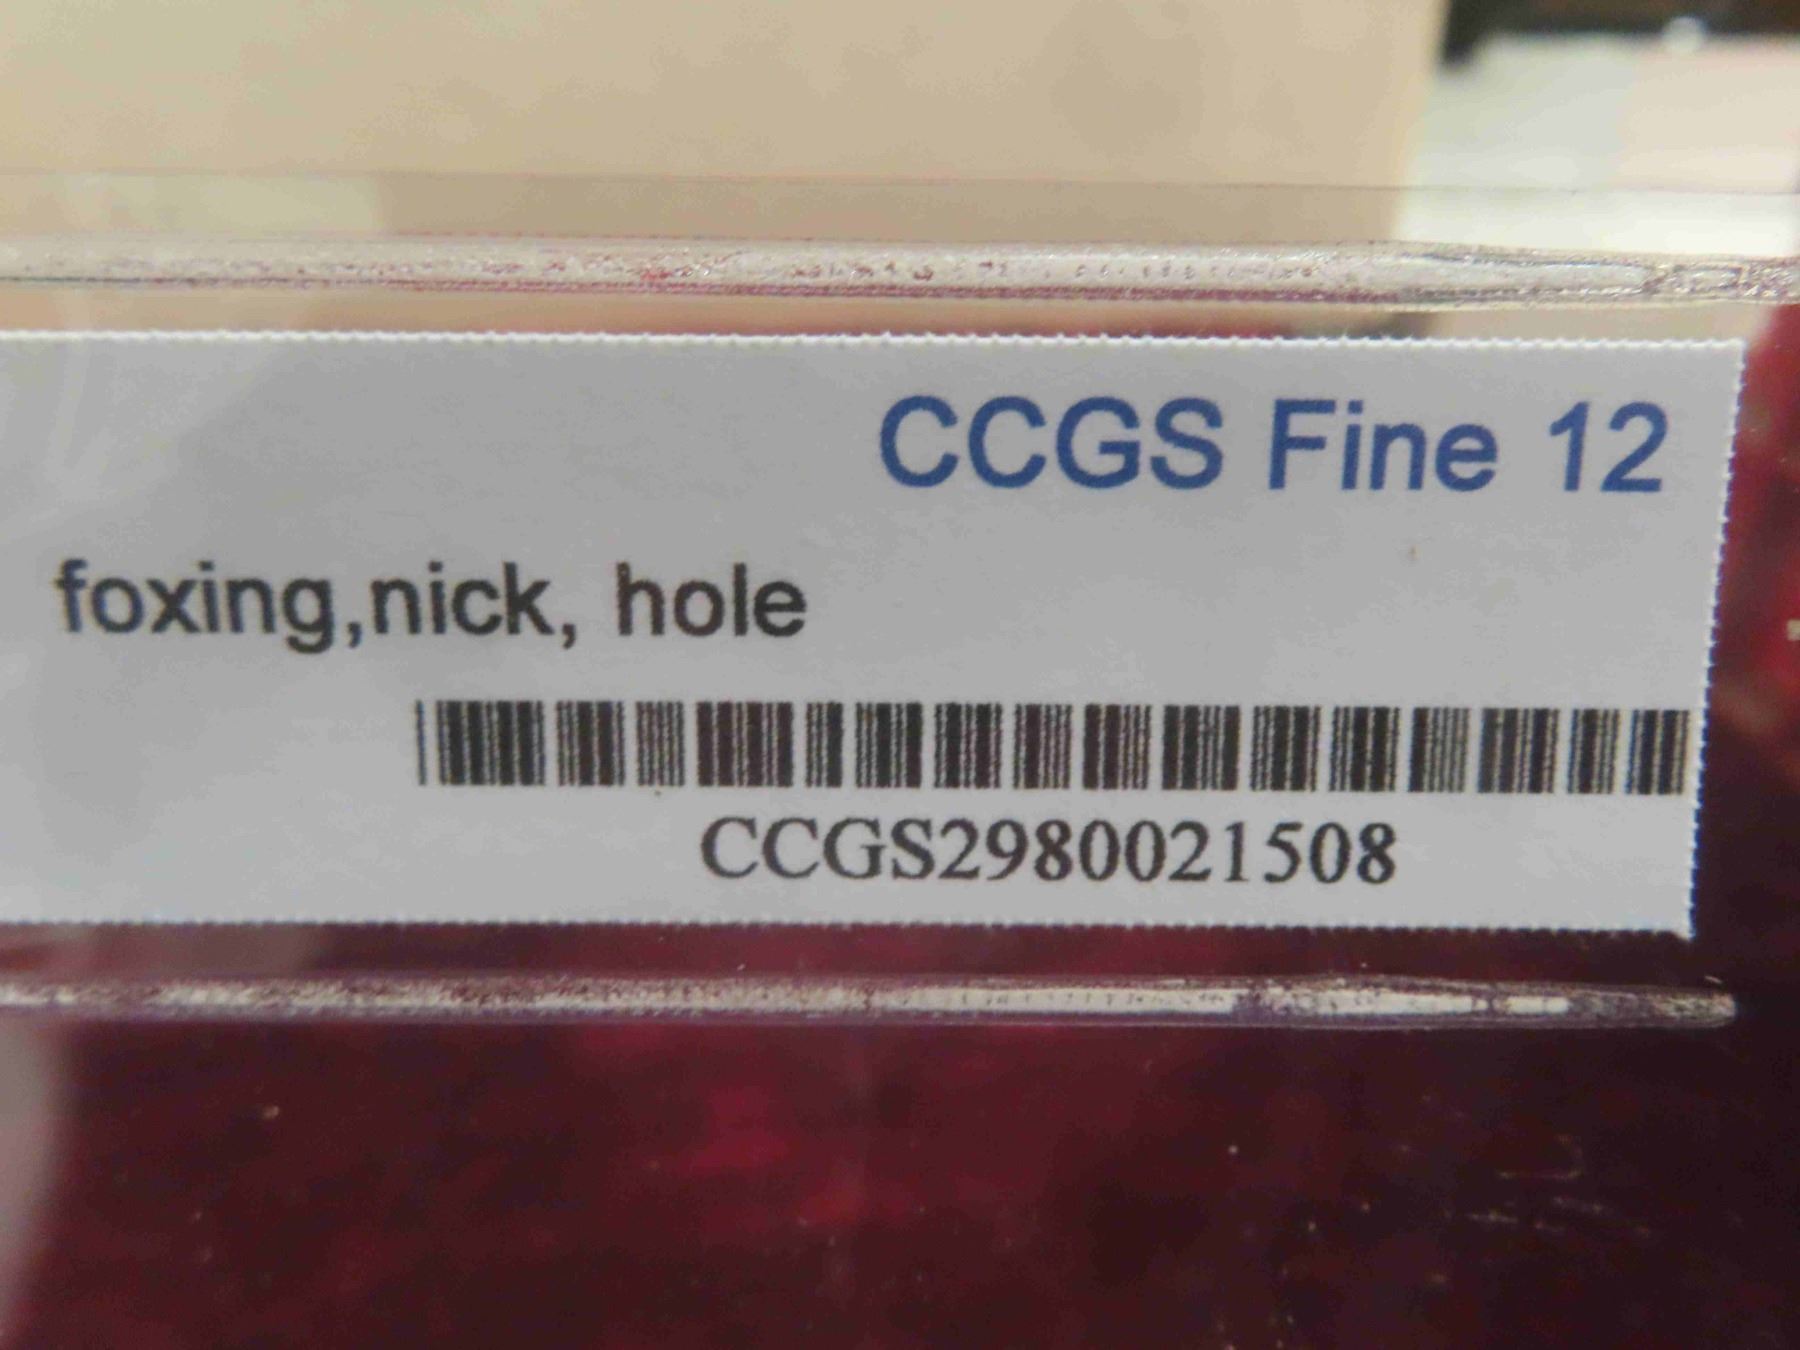 CCGS Fine 12
foxing,nick, hole
CCGS2980021508